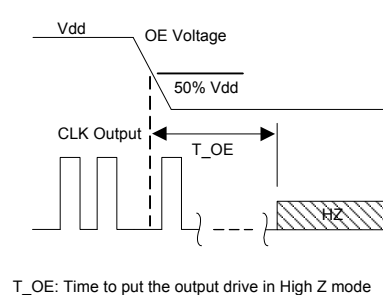 Vdd
OE Voltage
50% Vdd
CLK Output
T_OE
HZ
T_OE: Time to put the output drive in High Z mode